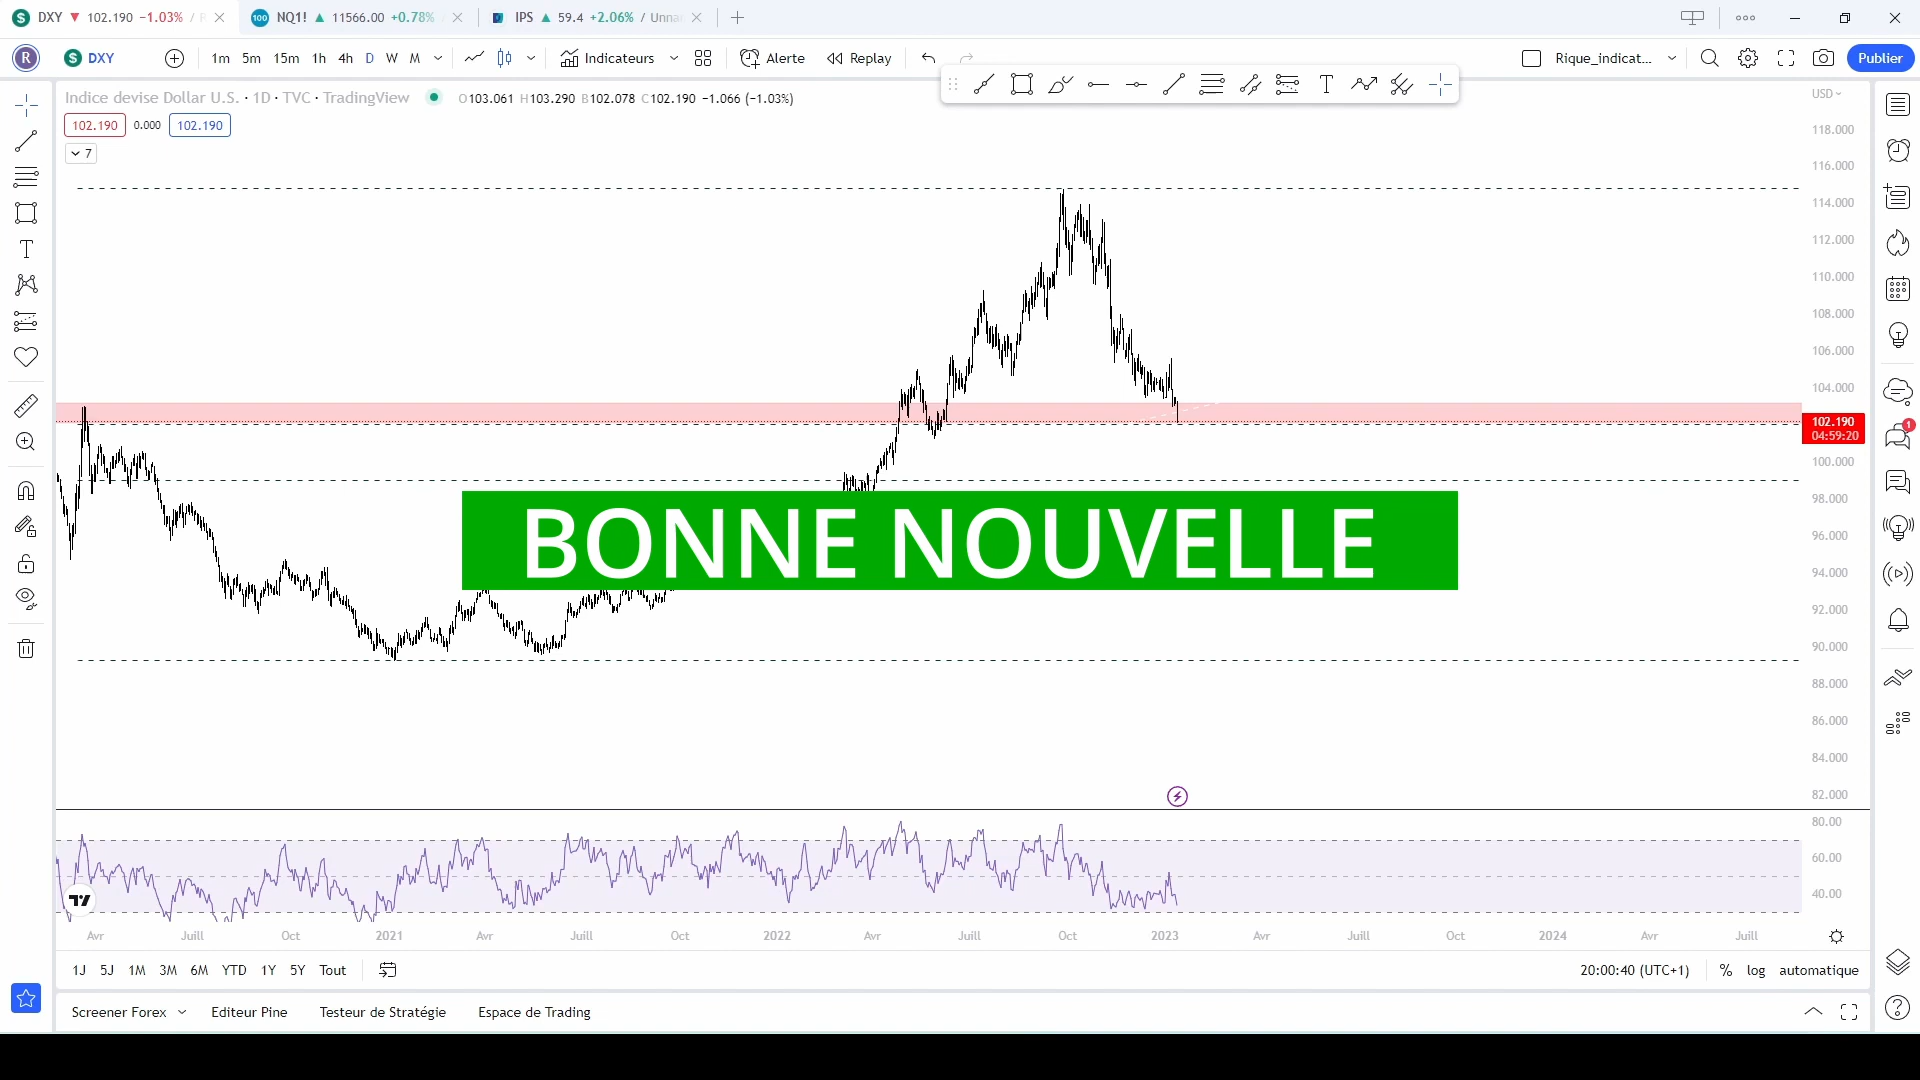 DXY ▼ 102.190 −1.03% /
NQ1! ▲ 11566.00 +0.78%
IPS ▲ 59.4 +2.06% / Unna
R
DXY
1m 5m 15m 1h 4h D W M
Indicateurs
Alerte
Replay
Rique_indicat...
Publier
Indice devise Dollar U.S. · 1D · TVC · TradingView
O103.061 H103.290 B102.078 C102.190 −1.066 (−1.03%)
102.190 0.000 102.190
7
USD
118.000
116.000
114.000
112.000
110.000
108.000
106.000
104.000
102.190
04:59:20
100.000
98.000
96.000
94.000
92.000
90.000
88.000
86.000
84.000
82.000
BONNE NOUVELLE
80.00
60.00
40.00
Avr Juill Oct 2021 Avr Juill Oct 2022 Avr Juill Oct 2023 Avr Juill Oct 2024 Avr Juill
1J 5J 1M 3M 6M YTD 1Y 5Y Tout
20:00:40 (UTC+1) % log automatique
Screener Forex Editeur Pine Testeur de Stratégie Espace de Trading
100
1